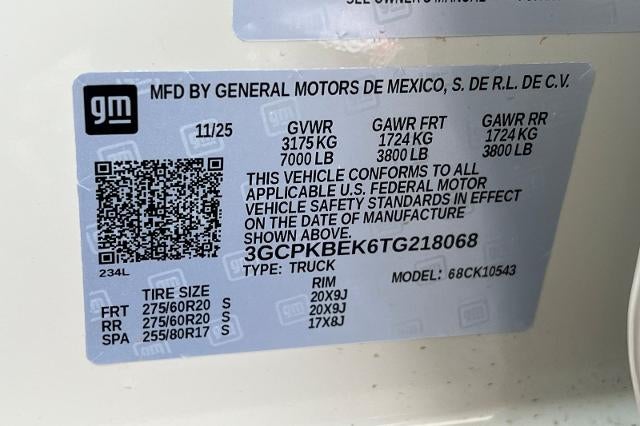 SEE OWNER'S MANUAL
gm
MFD BY GENERAL MOTORS DE MEXICO, S. DE R.L. DE C.V.
11/25 GVWR GAWR FRT GAWR RR
3175 KG 1724 KG 1724 KG
7000 LB 3800 LB 3800 LB
THIS VEHICLE CONFORMS TO ALL
APPLICABLE U.S. FEDERAL MOTOR
VEHICLE SAFETY STANDARDS IN EFFECT
ON THE DATE OF MANUFACTURE
SHOWN ABOVE.
3GCPKBEK6TG218068
234L TYPE: TRUCK MODEL: 68CK10543
TIRE SIZE RIM
FRT 275/60R20 S 20X9J
RR 275/60R20 S 20X9J
SPA 255/80R17 S 17X8J